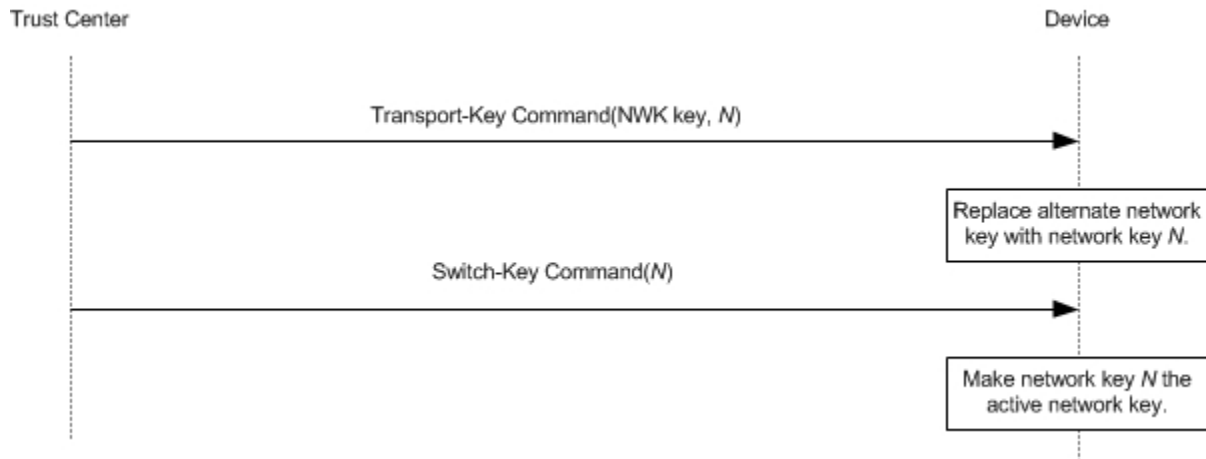 Trust Center
Device
Transport-Key Command(NWK key, N)
Replace alternate network
key with network key N.
Switch-Key Command(N)
Make network key N the
active network key.